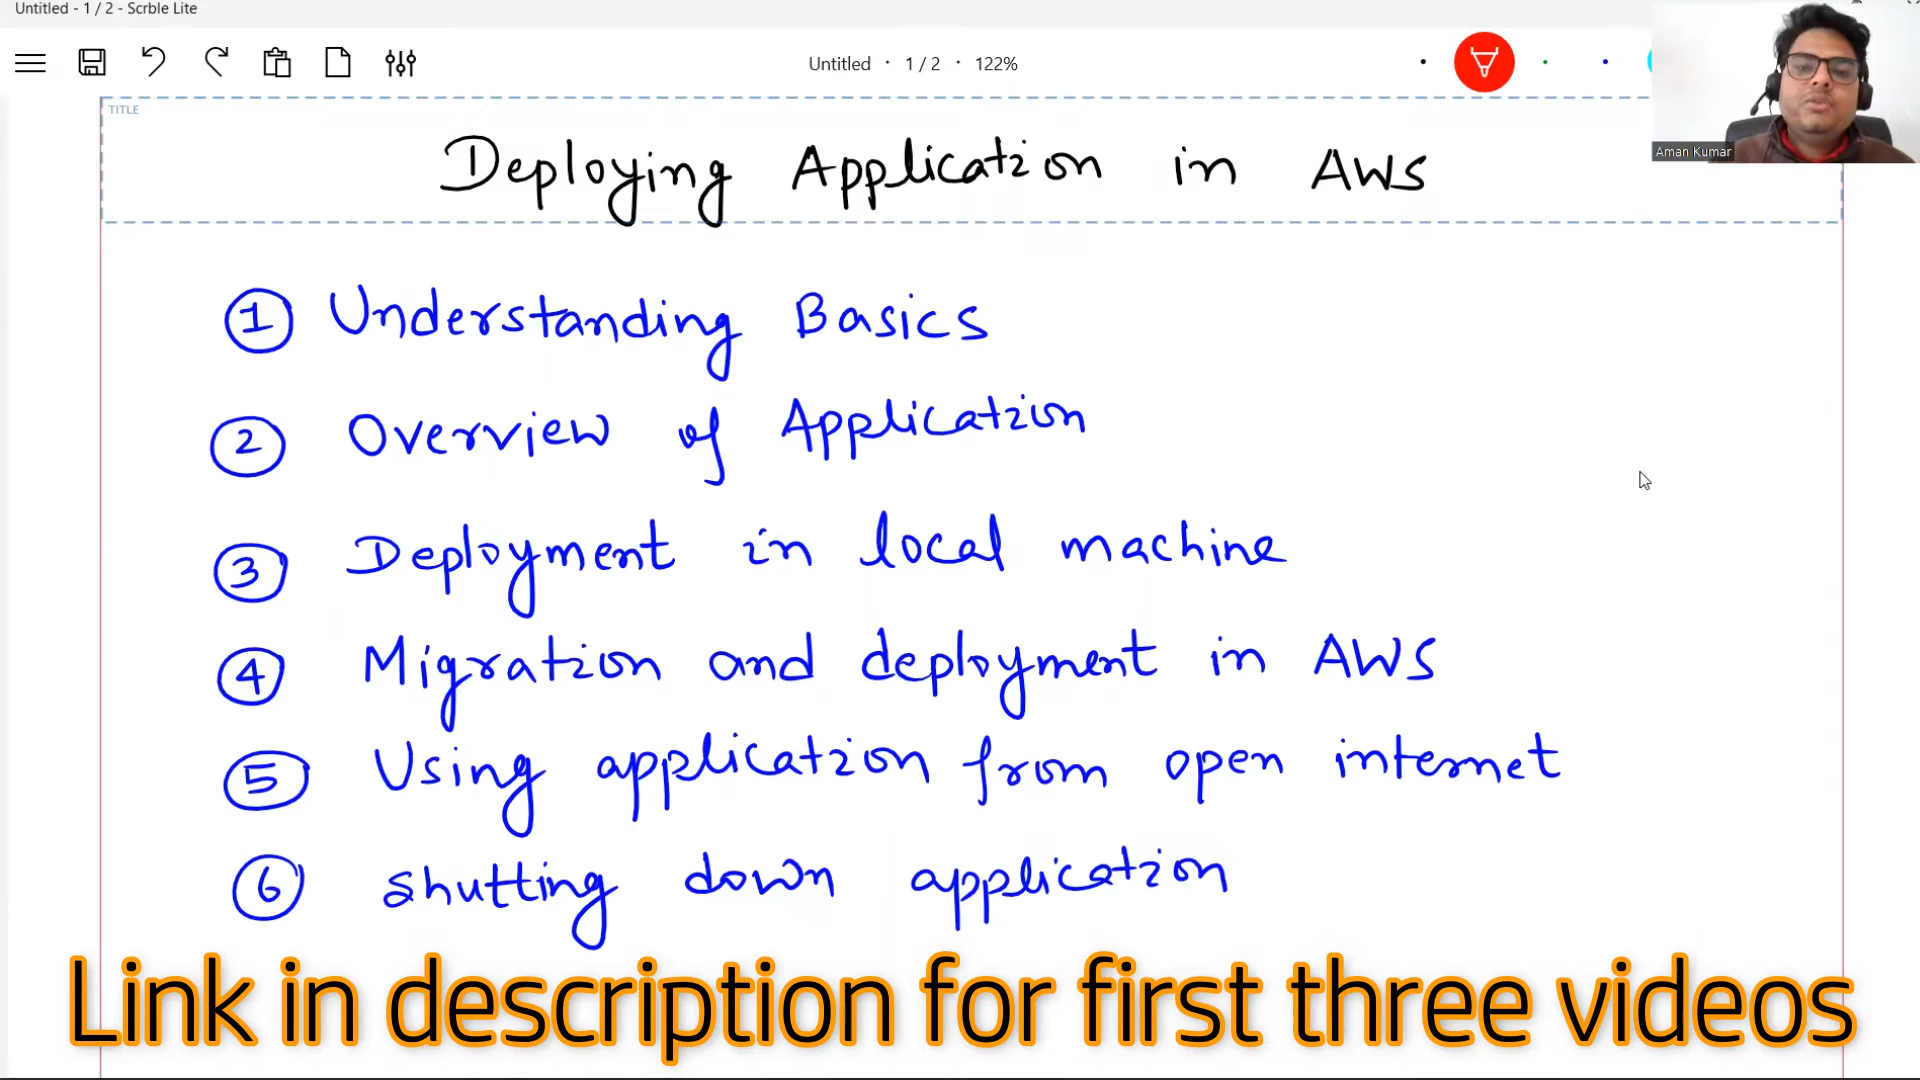 Untitled - 1 / 2 - Scrble Lite
Untitled • 1 / 2 • 122%
Aman Kumar
TITLE
Deploying Application in AWS
1 Understanding Basics
2 Overview of Application
3 Deployment in local machine
4 Migration and deployment in AWS
5 Using application from open internet
6 shutting down application
Link in description for first three videos